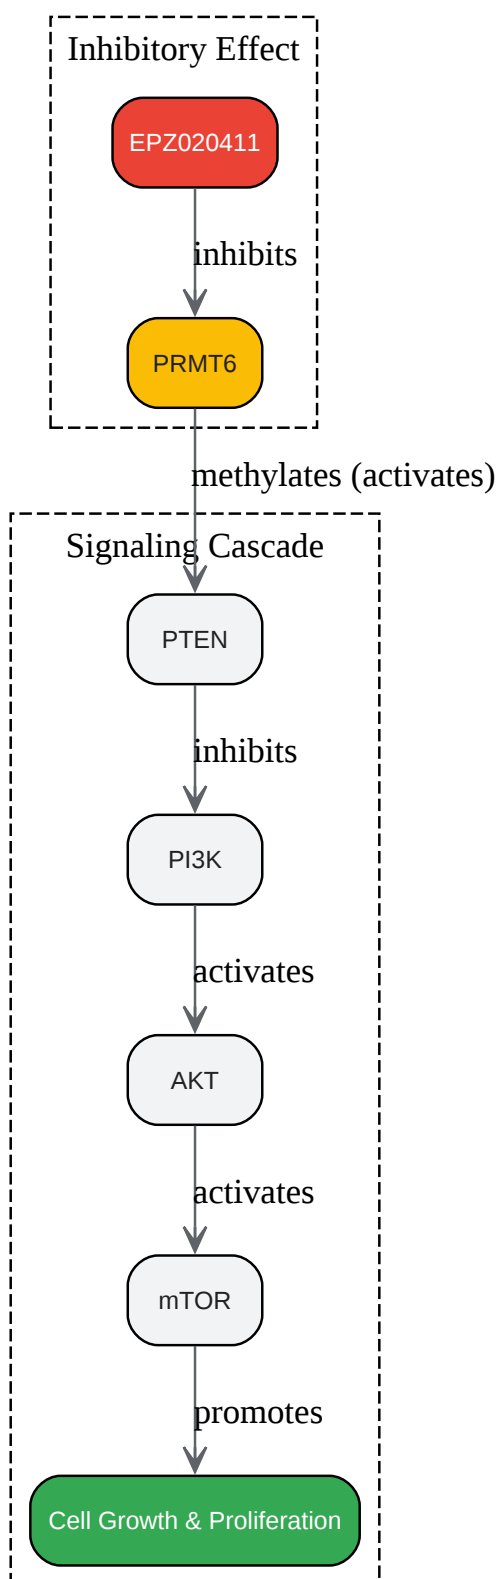 Inhibitory Effect
EPZ020411
inhibits
PRMT6
methylates (activates)
Signaling Cascade
PTEN
inhibits
PI3K
activates
AKT
activates
mTOR
promotes
Cell Growth & Proliferation